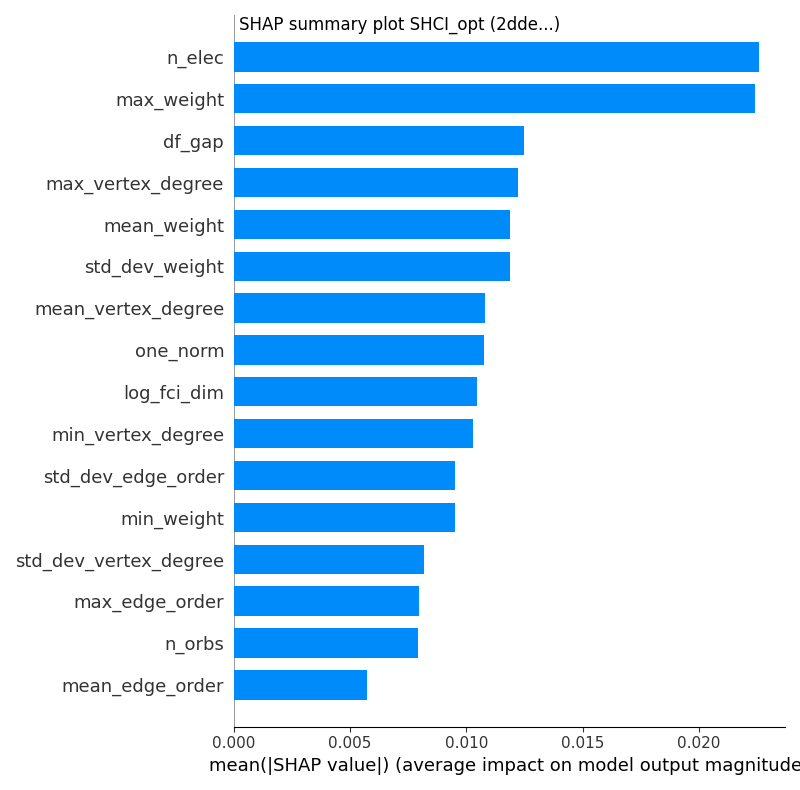 SHAP summary plot SHCI_opt (2dde...)
n_elec
max_weight
df_gap
max_vertex_degree
mean_weight
std_dev_weight
mean_vertex_degree
one_norm
log_fci_dim
min_vertex_degree
std_dev_edge_order
min_weight
std_dev_vertex_degree
max_edge_order
n_orbs
mean_edge_order
0.000 0.005 0.010 0.015 0.020
mean(|SHAP value|) (average impact on model output magnitude